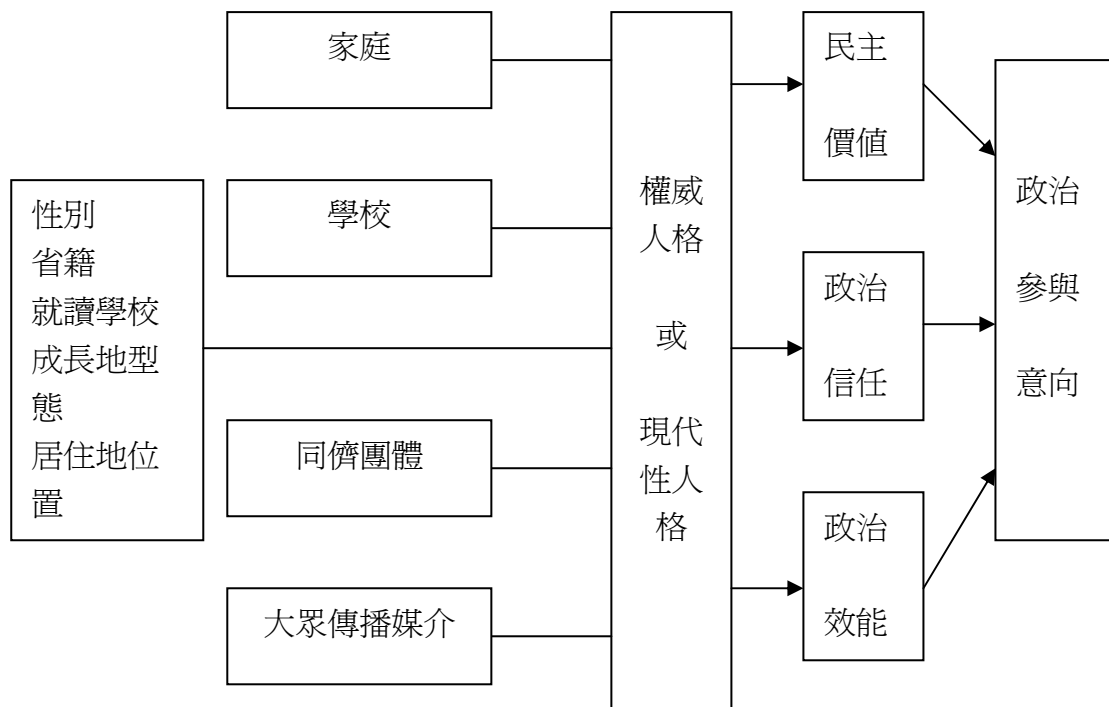 性別
省籍
就讀學校
成長地型
態
居住地位
置
家庭
學校
同儕團體
大眾傳播媒介
權威
人格
或
現代
性人
格
民主
價值
政治
信任
政治
效能
政治
參與
意向